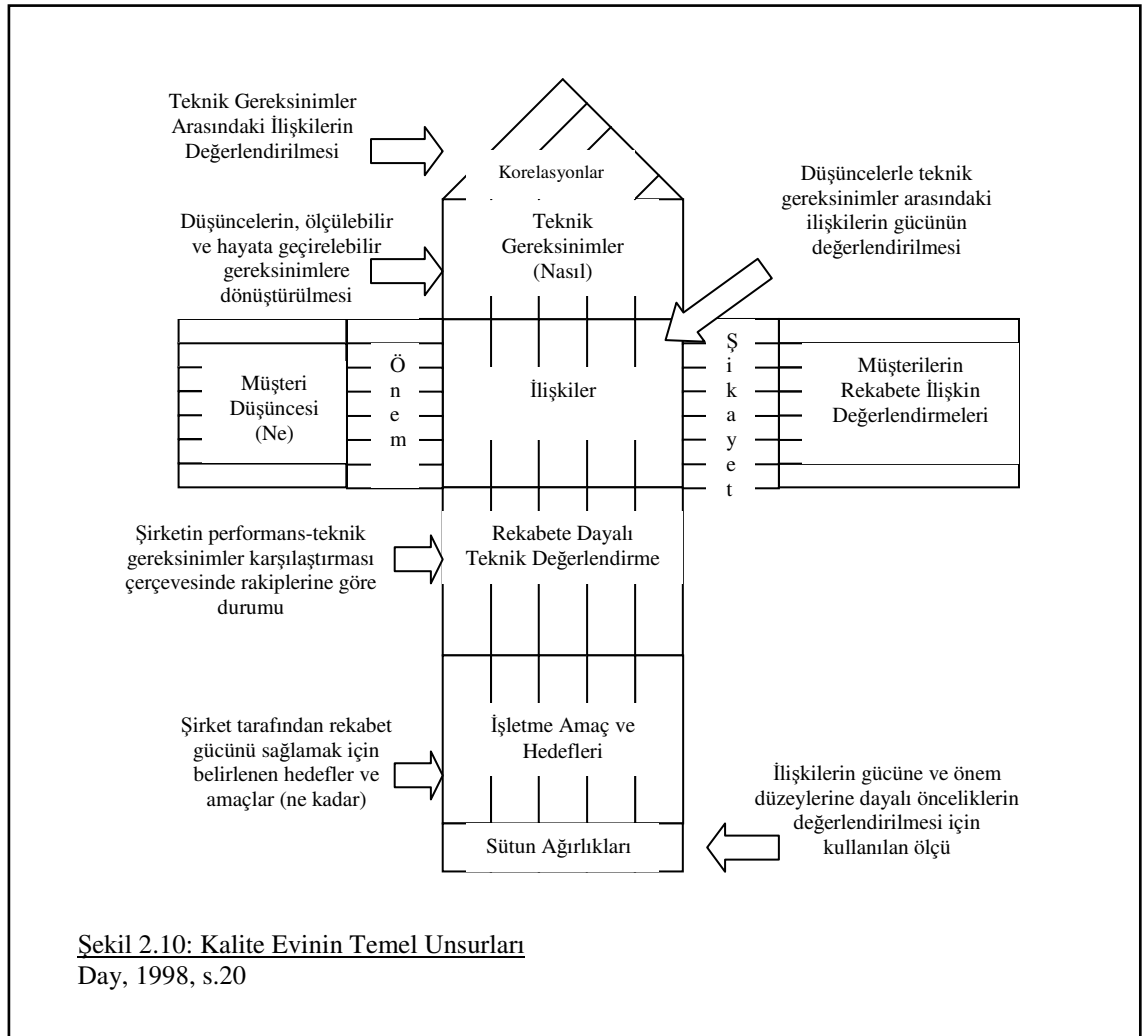 Teknik Gereksinimler
Arasındaki İlişkilerin
Değerlendirilmesi
Korelasyonlar
Düşüncelerle teknik
gereksinimler arasındaki
ilişkilerin gücünün
değerlendirilmesi
Düşüncelerin, ölçülebilir
ve hayata geçirelebilir
gereksinimlere
dönüştürülmesi
Teknik
Gereksinimler
(Nasıl)
Müşteri
Düşüncesi
(Ne)
Ö
n
e
m
İlişkiler
Ş
i
k
a
y
e
t
Müşterilerin
Rekabete İlişkin
Değerlendirmeleri
Şirketin performans-teknik
gereksinimler karşılaştırması
çerçevesinde rakiplerine göre
durumu
Rekabete Dayalı
Teknik Değerlendirme
Şirket tarafından rekabet
gücünü sağlamak için
belirlenen hedefler ve
amaçlar (ne kadar)
İşletme Amaç ve
Hedefleri
İlişkilerin gücüne ve önem
düzeylerine dayalı önceliklerin
değerlendirilmesi için
kullanılan ölçü
Sütun Ağırlıkları
Şekil 2.10: Kalite Evinin Temel Unsurları
Day, 1998, s.20